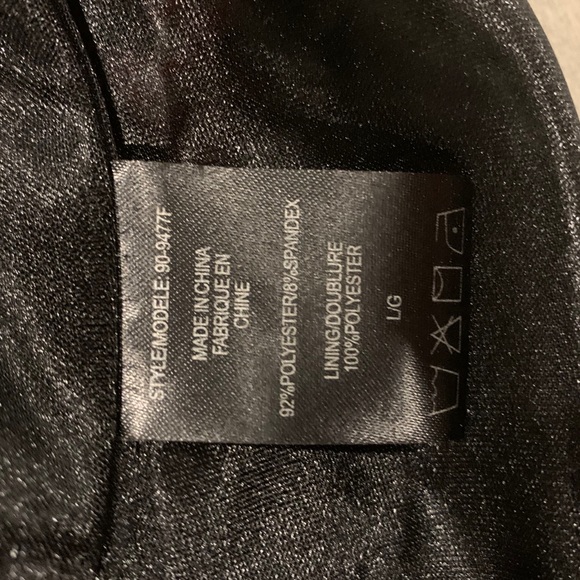 STYLE/MODELE: 90-9477F
MADE IN CHINA
FABRIQUE EN
CHINE
92%POLYESTER/8%SPANDEX
LINING/DOUBLURE
100%POLYESTER
L/G